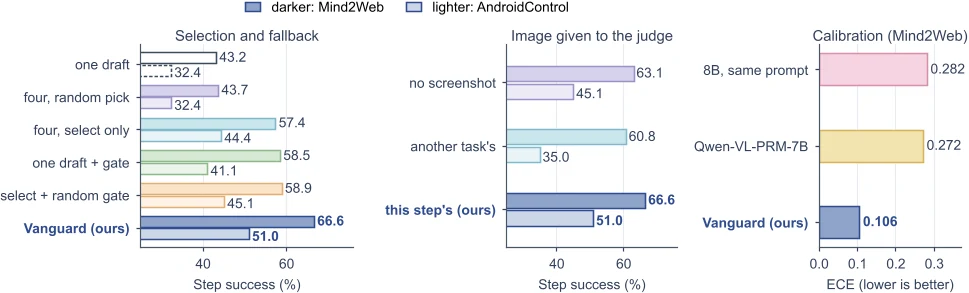 darker: Mind2Web lighter: AndroidControl
Selection and fallback
one draft 43.2
32.4
four, random pick 43.7
32.4
four, select only 57.4
44.4
one draft + gate 58.5
41.1
select + random gate 58.9
45.1
Vanguard (ours) 66.6
51.0
40 60
Step success (%)
Image given to the judge
no screenshot 63.1
45.1
another task's 60.8
35.0
this step's (ours) 66.6
51.0
40 60
Step success (%)
Calibration (Mind2Web)
8B, same prompt 0.282
Qwen-VL-PRM-7B 0.272
Vanguard (ours) 0.106
0.0 0.1 0.2 0.3
ECE (lower is better)